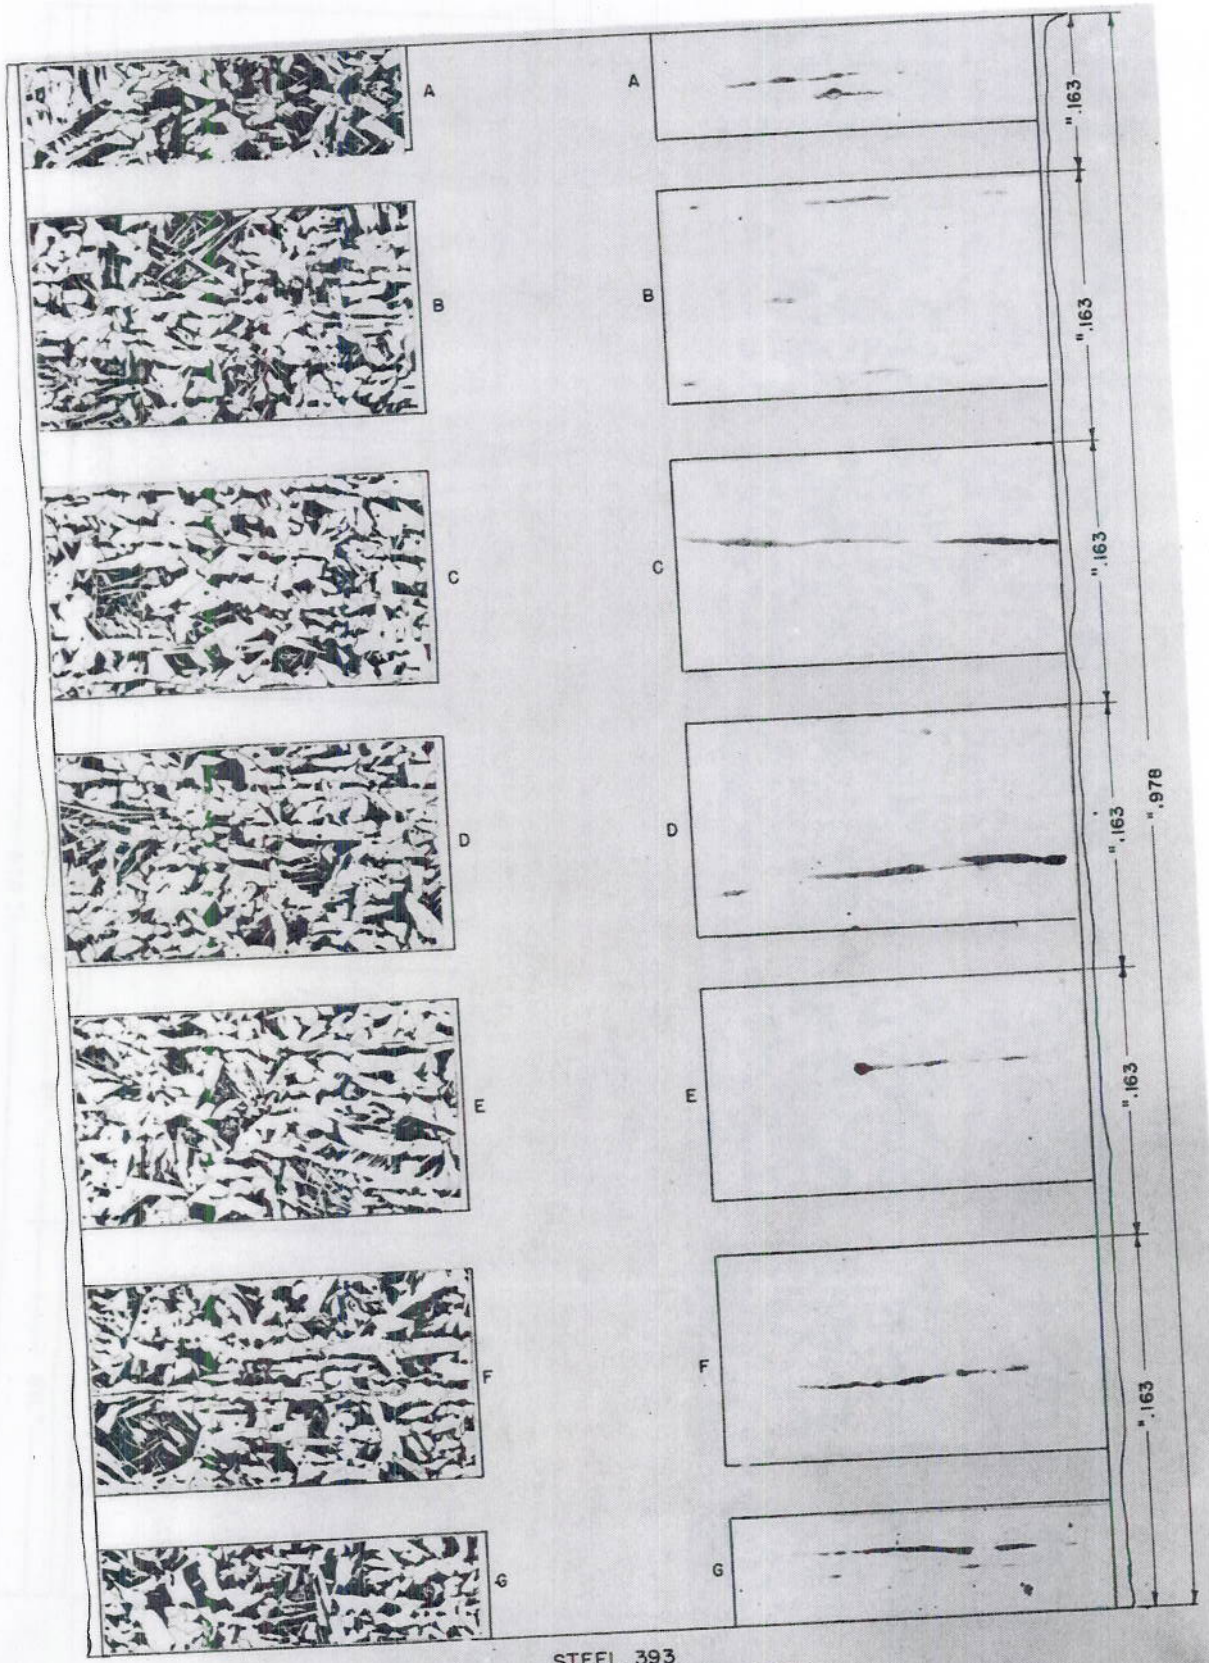 A A ".163
B B ".163
C C ".163
D D ".163
".978
E E ".163
F F ".163
G G
STEEL 393